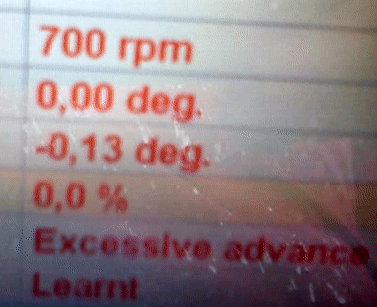 700 rpm
0,00 deg.
-0,13 deg.
0,0 %
Excessive advance
Learnt